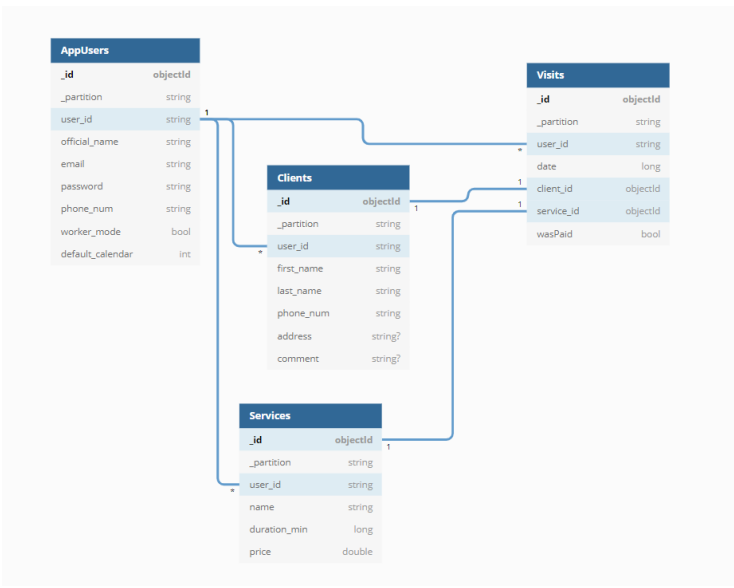 AppUsers
_id objectId
_partition string
user_id string
official_name string
email string
password string
phone_num string
worker_mode bool
default_calendar int
1
Visits
_id objectId
_partition string
* user_id string
date long
1 client_id objectId
1 service_id objectId
wasPaid bool
Clients
_id objectId 1
_partition string
* user_id string
first_name string
last_name string
phone_num string
address string?
comment string?
Services
_id objectId 1
_partition string
* user_id string
name string
duration_min long
price double